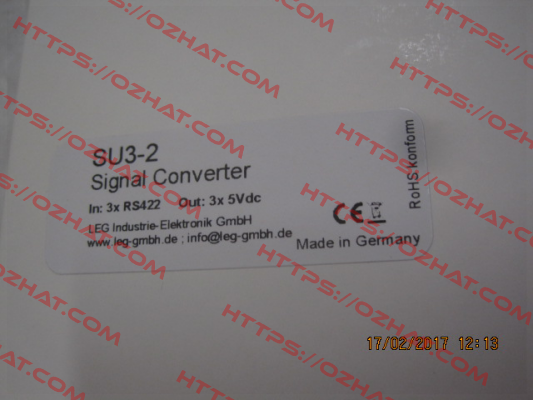 SU3-2
Signal Converter
In: 3x RS422 Out: 3x 5Vdc
LEG Industrie-Elektronik GmbH
www.leg-gmbh.de ; info@leg-gmbh.de
CE
Made in Germany
RoHS konform
17/02/2017 12:13
HTTPS://OZHAT.COM